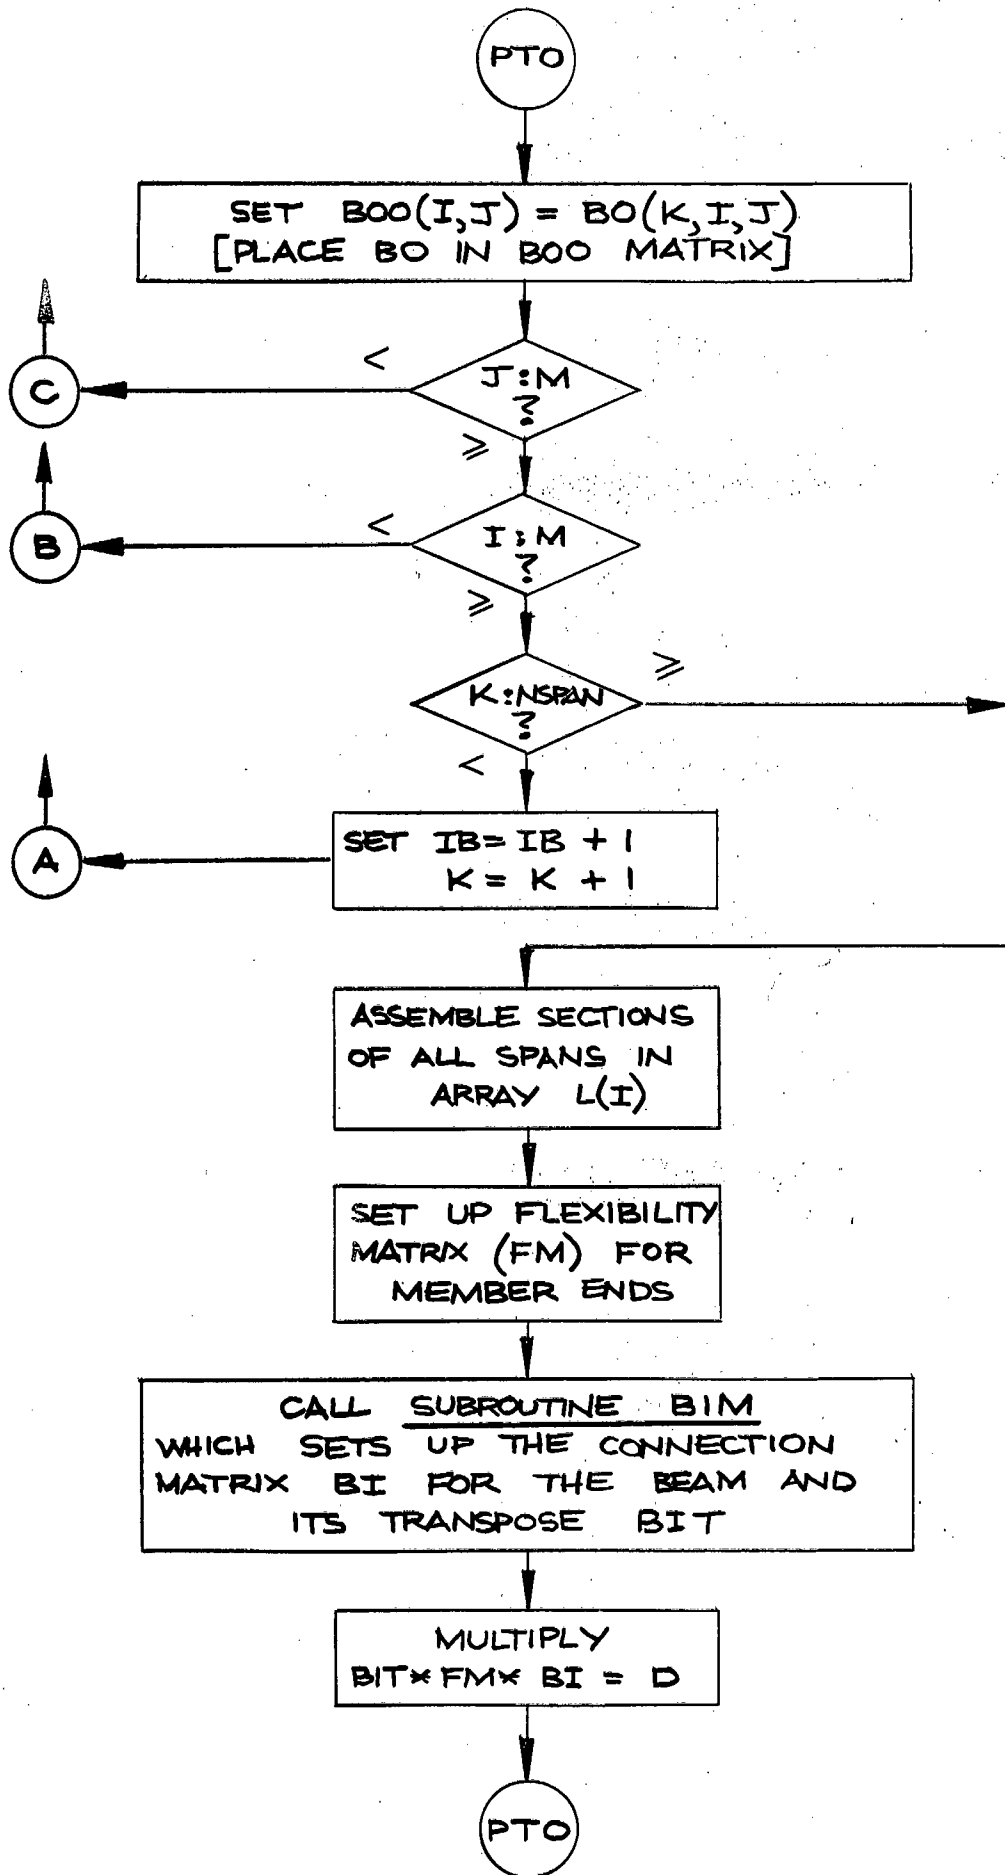 PTO
SET BOO(I,J) = BO(K,I,J)
[PLACE BO IN BOO MATRIX]
<
J:M
?
C
≥
<
I:M
?
B
≥
≥
K:NSPAN
?
<
SET IB = IB + 1
K = K + 1
A
ASSEMBLE SECTIONS
OF ALL SPANS IN
ARRAY L(I)
SET UP FLEXIBILITY
MATRIX (FM) FOR
MEMBER ENDS
CALL SUBROUTINE BIM
WHICH SETS UP THE CONNECTION
MATRIX BI FOR THE BEAM AND
ITS TRANSPOSE BIT
MULTIPLY
BIT* FM* BI = D
PTO